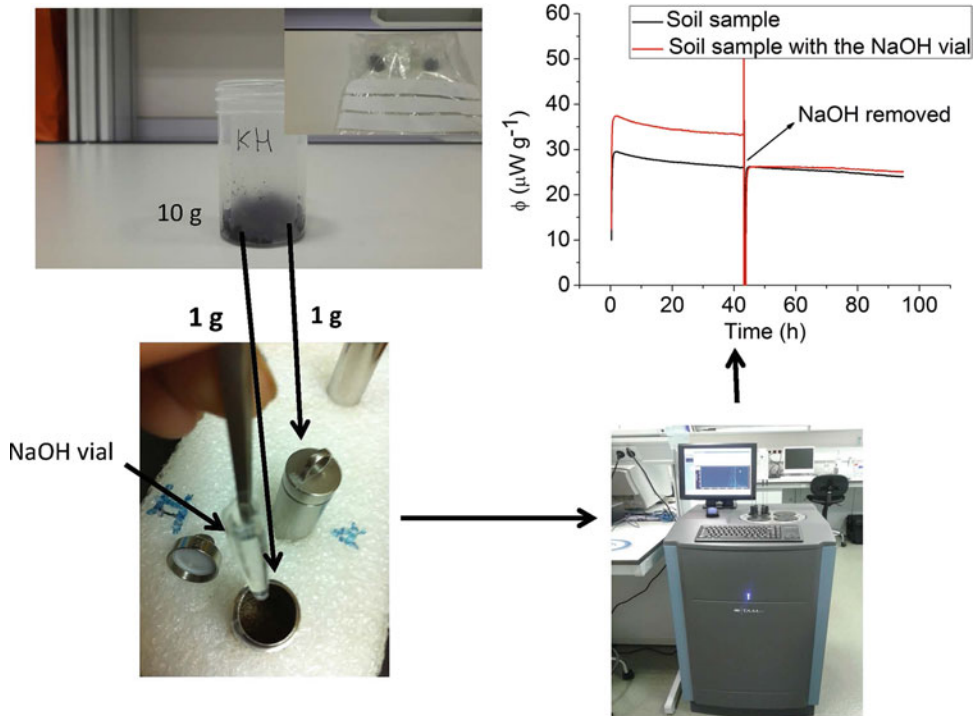 KH
10 g
1 g
1 g
NaOH vial
Soil sample
Soil sample with the NaOH vial
NaOH removed
60
50
40
30
20
10
0
ϕ (μW g⁻¹)
0
20
40
60
80
100
Time (h)